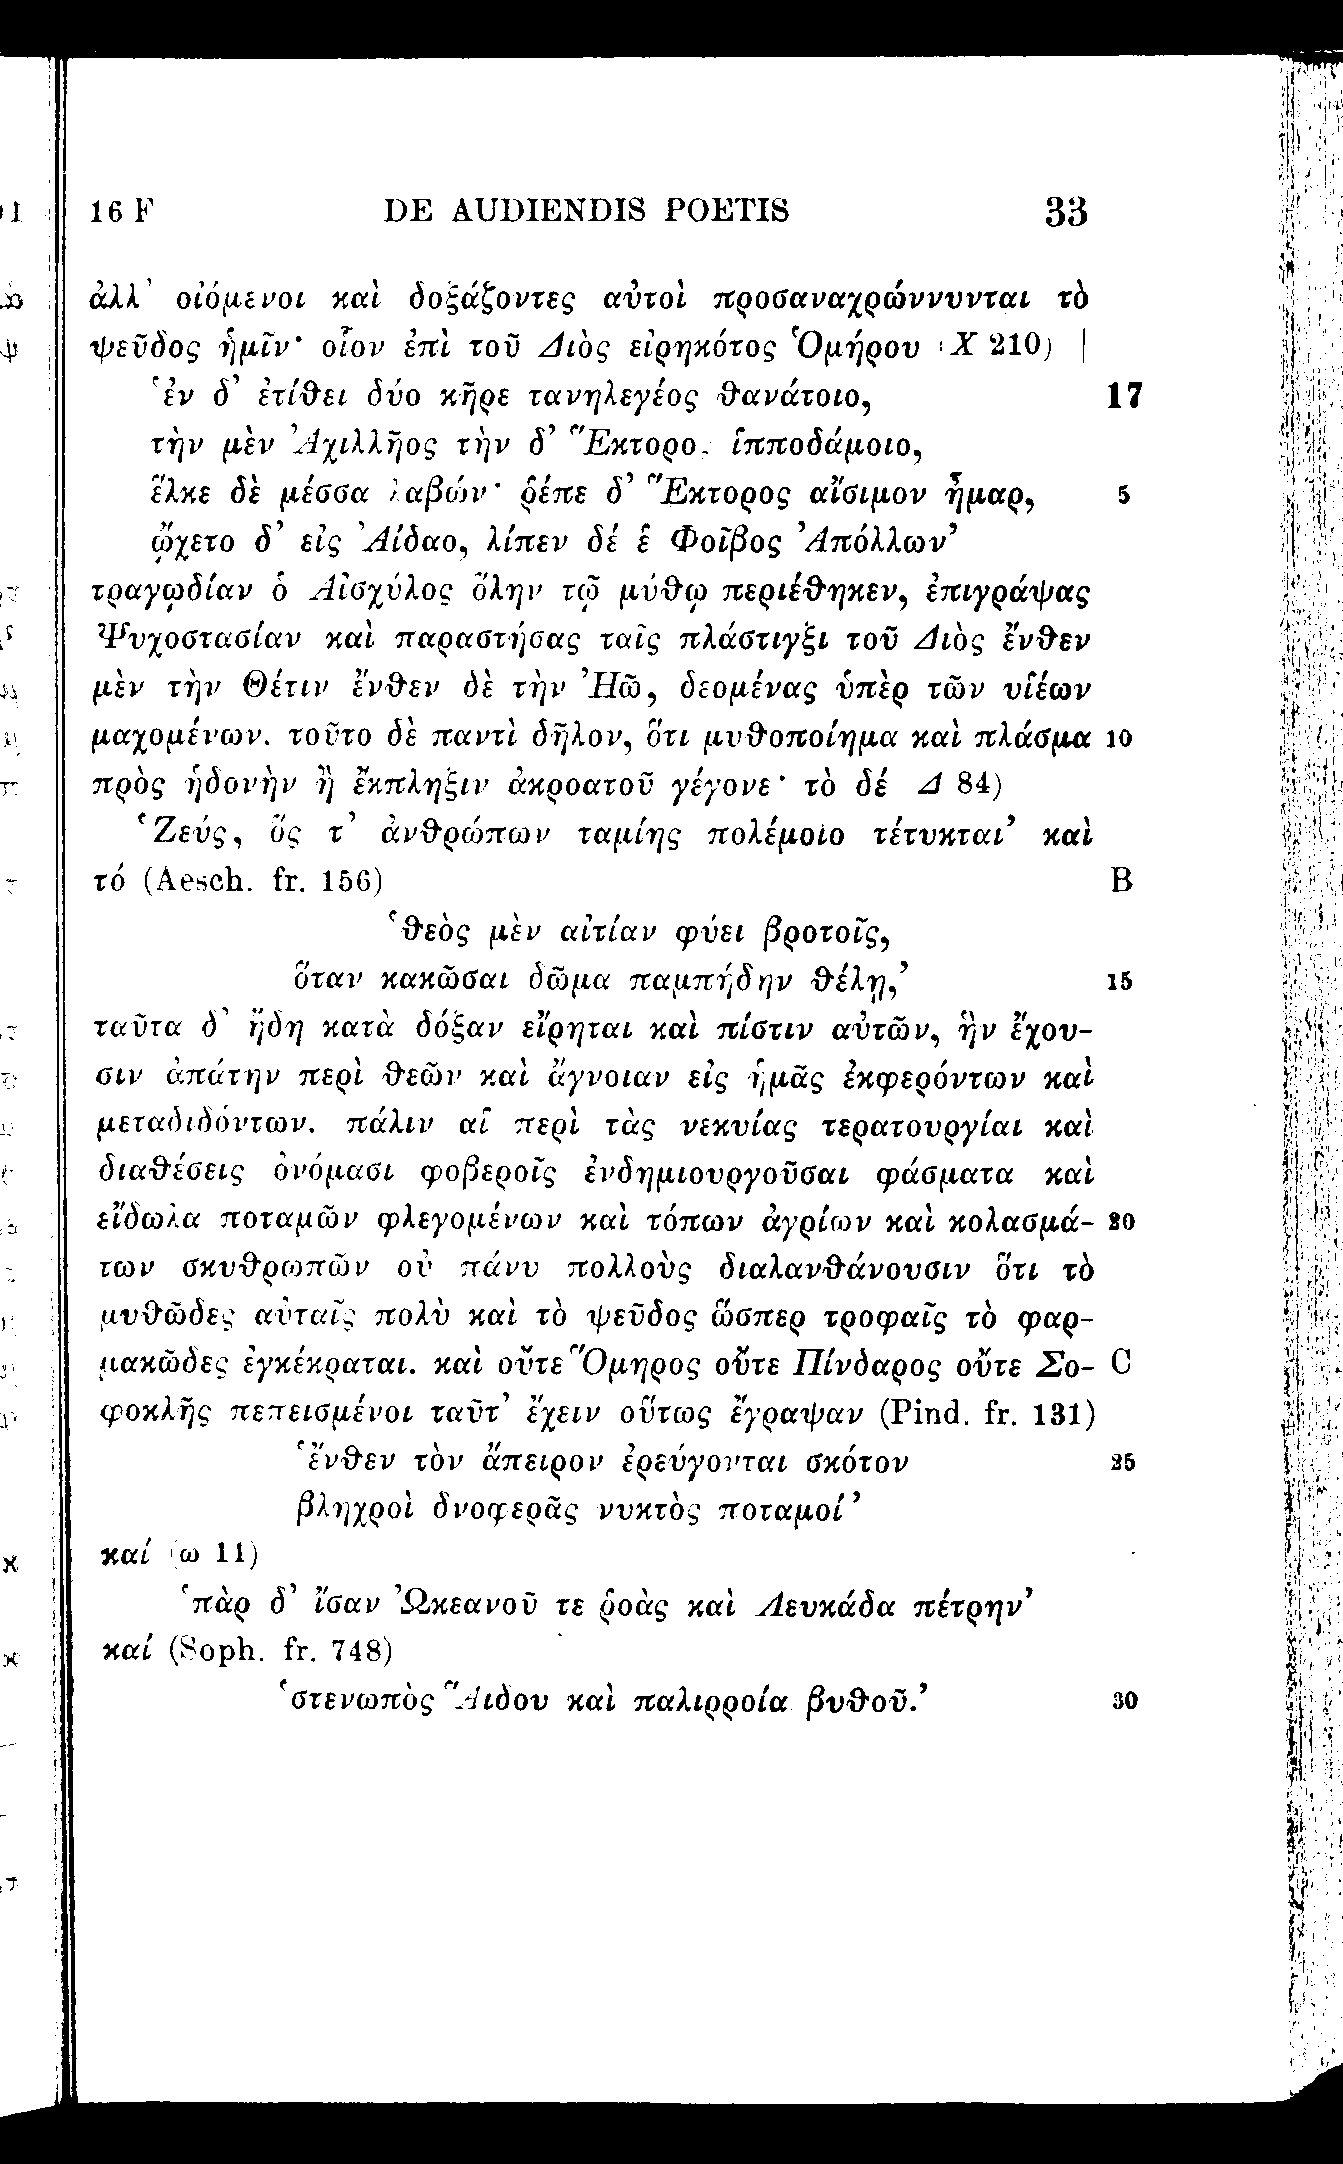 16 F DE AUDIENDIS POETIS 33
ἀλλ’ οἰόμενοι καὶ δοξάζοντες αὐτοὶ προσαναχρώννυνται τὸ
ψεῦδος ἡμῖν· οἷον ἐπὶ τοῦ Διὸς εἰρηκότος Ὁμήρου (Χ 210) |
‘ἐν δ’ ἐτίθει δύο κῆρε τανηλεγέος θανάτοιο, 17
τὴν μὲν Ἀχιλλῆος τὴν δ’ Ἕκτορος ἱπποδάμοιο,
ἕλκε δὲ μέσσα λαβών· ῥέπε δ’ Ἕκτορος αἴσιμον ἦμαρ, 5
ᾤχετο δ’ εἰς Ἀίδαο, λίπεν δέ ἑ Φοῖβος Ἀπόλλων’
τραγῳδίαν ὁ Αἰσχύλος ὅλην τῷ μύθῳ περιέθηκεν, ἐπιγράψας
Ψυχοστασίαν καὶ παραστήσας ταῖς πλάστιγξι τοῦ Διὸς ἔνθεν
μὲν τὴν Θέτιν ἔνθεν δὲ τὴν Ἠῶ, δεομένας ὑπὲρ τῶν υἱέων
μαχομένων. τοῦτο δὲ παντὶ δῆλον, ὅτι μυθοποίημα καὶ πλάσμα 10
πρὸς ἡδονὴν ἢ ἔκπληξιν ἀκροατοῦ γέγονε· τὸ δέ Δ 84)
‘Ζεύς, ὅς τ’ ἀνθρώπων ταμίης πολέμοιο τέτυκται’ καὶ
τό (Aesch. fr. 156) B
‘θεὸς μὲν αἰτίαν φύει βροτοῖς,
ὅταν κακῶσαι δῶμα παμπήδην θέλῃ,’ 15
ταῦτα δ’ ἤδη κατὰ δόξαν εἴρηται καὶ πίστιν αὐτῶν, ἣν ἔχου-
σιν ἀπάτην περὶ θεῶν καὶ ἄγνοιαν εἰς ἡμᾶς ἐκφερόντων καὶ
μεταδιδόντων. πάλιν αἱ περὶ τὰς νεκυίας τερατουργίαι καὶ
διαθέσεις ὀνόμασι φοβεροῖς ἐνδημιουργοῦσαι φάσματα καὶ
εἴδωλα ποταμῶν φλεγομένων καὶ τόπων ἀγρίων καὶ κολασμά- 20
των σκυθρωπῶν οὐ πάνυ πολλοὺς διαλανθάνουσιν ὅτι τὸ
μυθῶδες αὐταῖς πολὺ καὶ τὸ ψεῦδος ὥσπερ τροφαῖς τὸ φαρ-
μακῶδες ἐγκέκραται. καὶ οὔτε Ὅμηρος οὔτε Πίνδαρος οὔτε Σο- C
φοκλῆς πεπεισμένοι ταῦτ’ ἔχειν οὕτως ἔγραψαν (Pind. fr. 131)
‘ἔνθεν τὸν ἄπειρον ἐρεύγονται σκότον 25
βληχροὶ δνοφερᾶς νυκτὸς ποταμοί’
καί (ω 11)
‘πὰρ δ’ ἴσαν Ὠκεανοῦ τε ῥοὰς καὶ Λευκάδα πέτρην’
καί (Soph. fr. 748)
‘στενωπὸς Ἅιδου καὶ παλιρροία βυθοῦ.’ 30